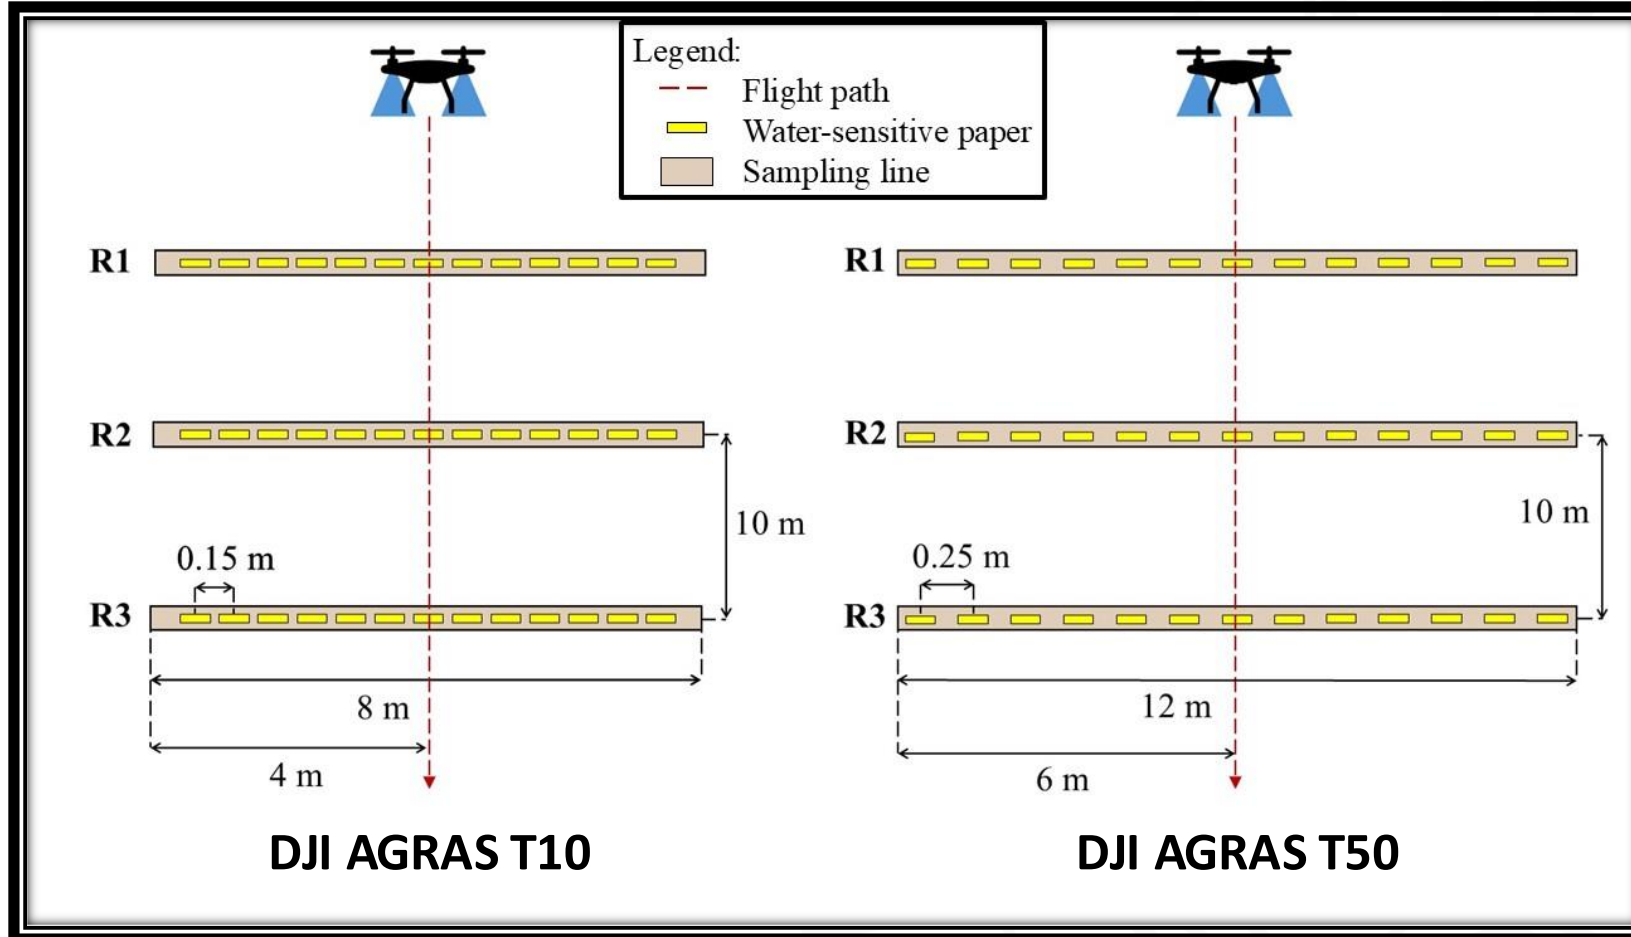 Legend:
Flight path
Water-sensitive paper
Sampling line
R1
R2
10 m
0.15 m
R3
8 m
4 m
DJI AGRAS T10
R1
R2
10 m
0.25 m
R3
12 m
6 m
DJI AGRAS T50